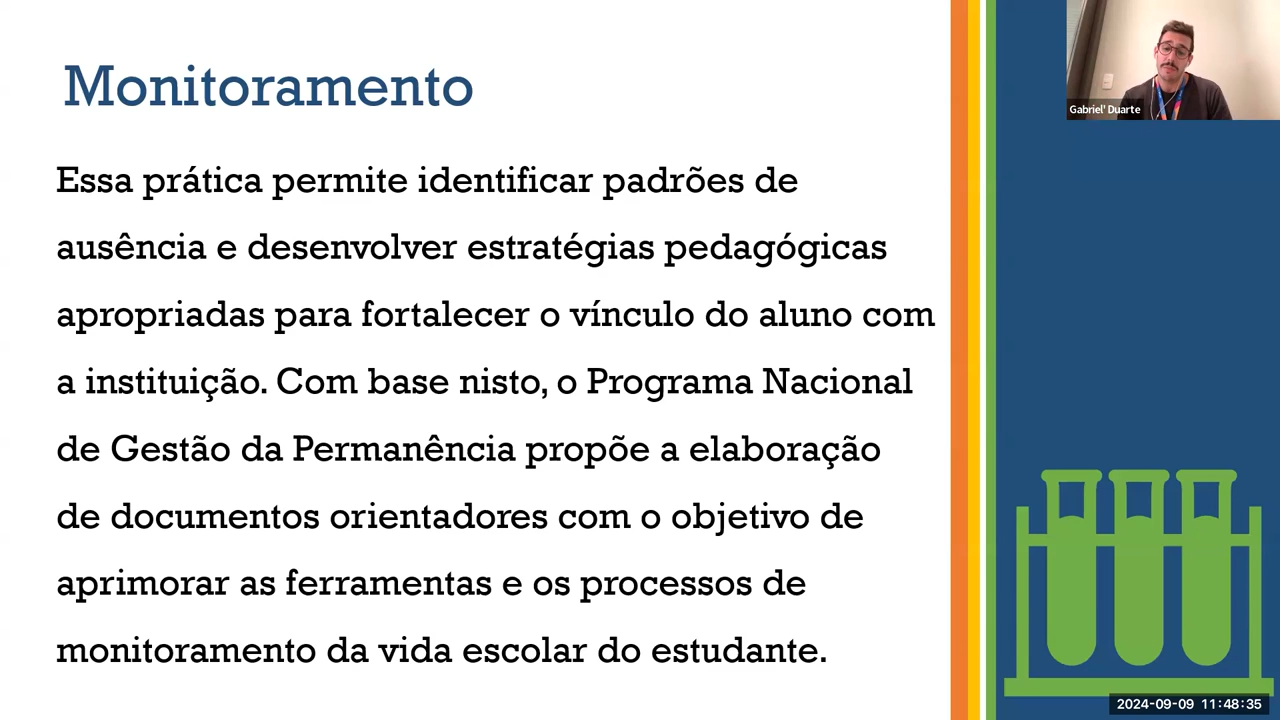 Monitoramento
Essa prática permite identificar padrões de
ausência e desenvolver estratégias pedagógicas
apropriadas para fortalecer o vínculo do aluno com
a instituição. Com base nisto, o Programa Nacional
de Gestão da Permanência propõe a elaboração
de documentos orientadores com o objetivo de
aprimorar as ferramentas e os processos de
monitoramento da vida escolar do estudante.
Gabriel' Duarte
2024-09-09 11:48:35